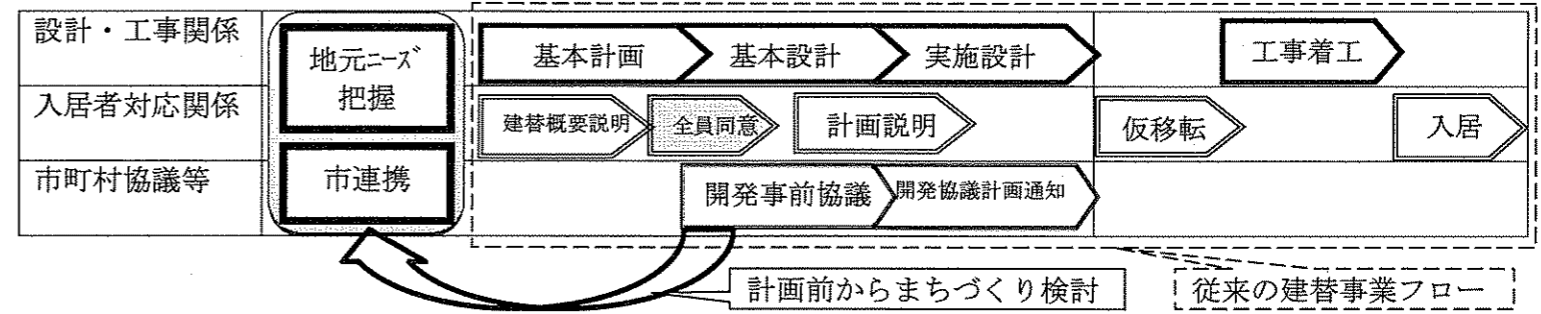 設計・工事関係
地元ニーズ
把握
基本計画
基本設計
実施設計
工事着工
入居者対応関係
建替概要説明
全員同意
計画説明
仮移転
入居
市町村協議等
市連携
開発事前協議
開発協議計画通知
計画前からまちづくり検討
従来の建替事業フロー